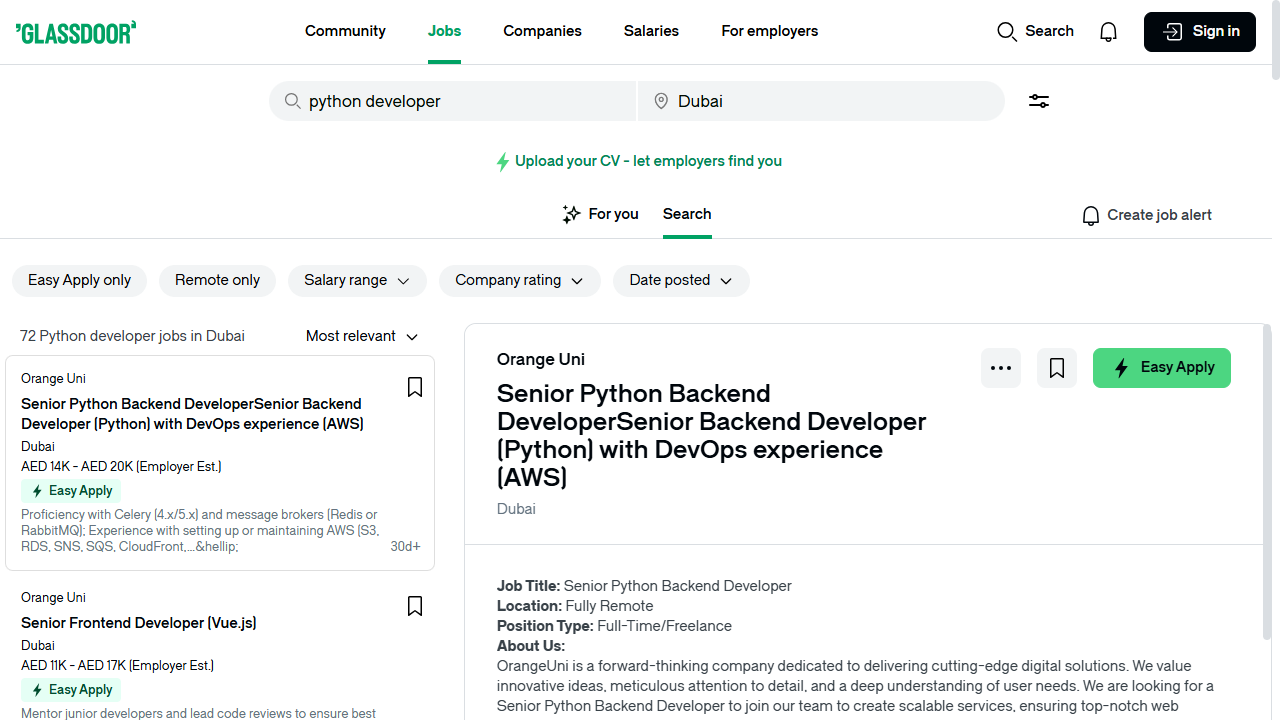 GLASSDOOR
Community
Jobs
Companies
Salaries
For employers
Search
Sign in
python developer
Dubai
Upload your CV - let employers find you
For you
Search
Create job alert
Easy Apply only
Remote only
Salary range
Company rating
Date posted
72 Python developer jobs in Dubai
Most relevant
Orange Uni
Senior Python Backend DeveloperSenior Backend
Developer (Python) with DevOps experience (AWS)
Dubai
AED 14K - AED 20K (Employer Est.)
Easy Apply
Proficiency with Celery (4.x/5.x) and message brokers (Redis or
RabbitMQ); Experience with setting up or maintaining AWS (S3,
RDS, SNS, SQS, CloudFront,...&hellip;
30d+
Orange Uni
Senior Frontend Developer (Vue.js)
Dubai
AED 11K - AED 17K (Employer Est.)
Easy Apply
Mentor junior developers and lead code reviews to ensure best
Orange Uni
Easy Apply
Senior Python Backend
DeveloperSenior Backend Developer
(Python) with DevOps experience
(AWS)
Dubai
Job Title: Senior Python Backend Developer
Location: Fully Remote
Position Type: Full-Time/Freelance
About Us:
OrangeUni is a forward-thinking company dedicated to delivering cutting-edge digital solutions. We value
innovative ideas, meticulous attention to detail, and a deep understanding of user needs. We are looking for a
Senior Python Backend Developer to join our team to create scalable services, ensuring top-notch web